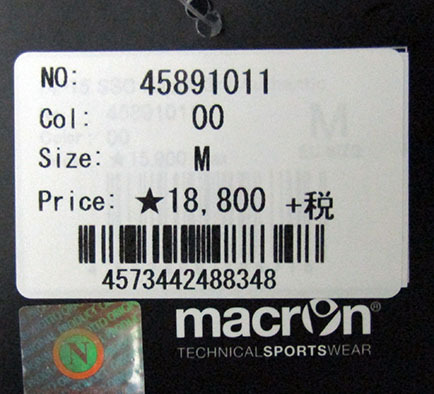 NO: 45891011
Col: 00
Size: M
Price: ★18,800 +税
4573442488348
macron®
TECHNICALSPORTSWEAR
N